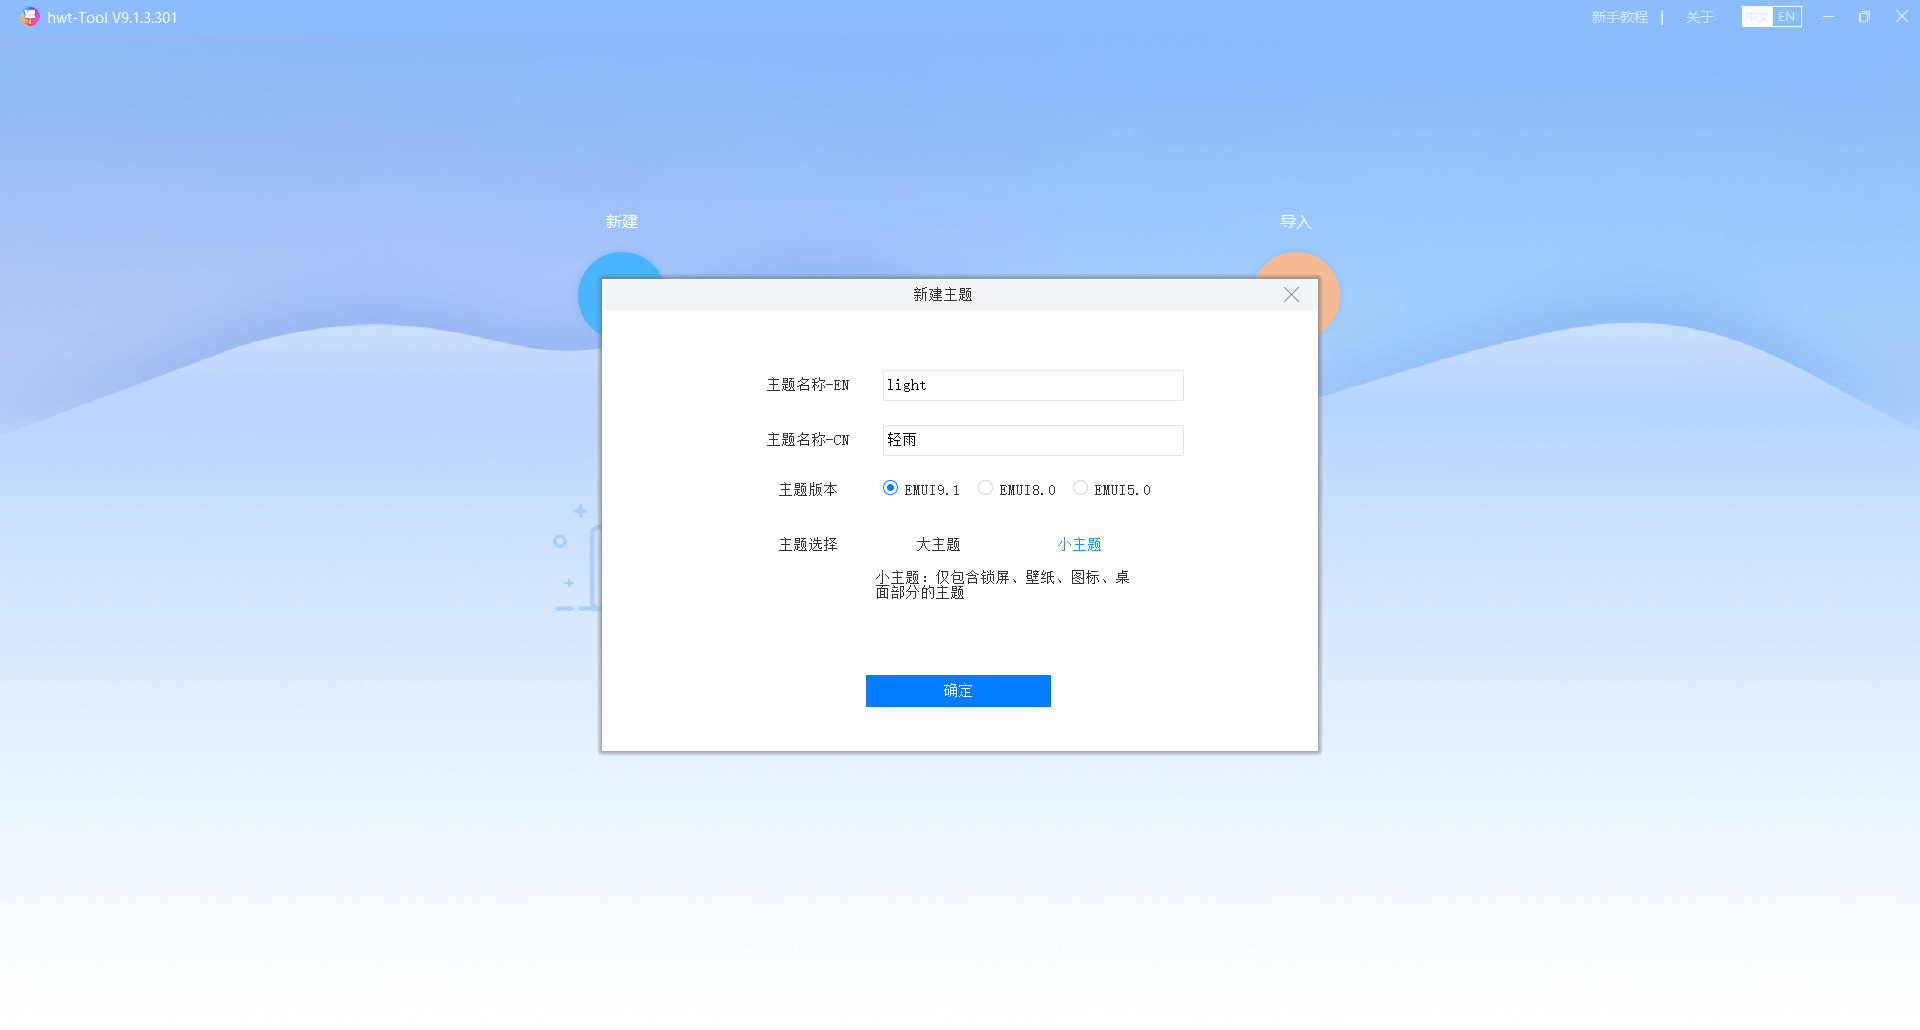 hwt-Tool V9.1.3.301
新手教程 | 关于 中文 EN
新建 导入
新建主题
主题名称-EN light
主题名称-CN 轻雨
主题版本 EMUI9.1 EMUI8.0 EMUI5.0
主题选择 大主题 小主题
小主题：仅包含锁屏、壁纸、图标、桌
面部分的主题
确定